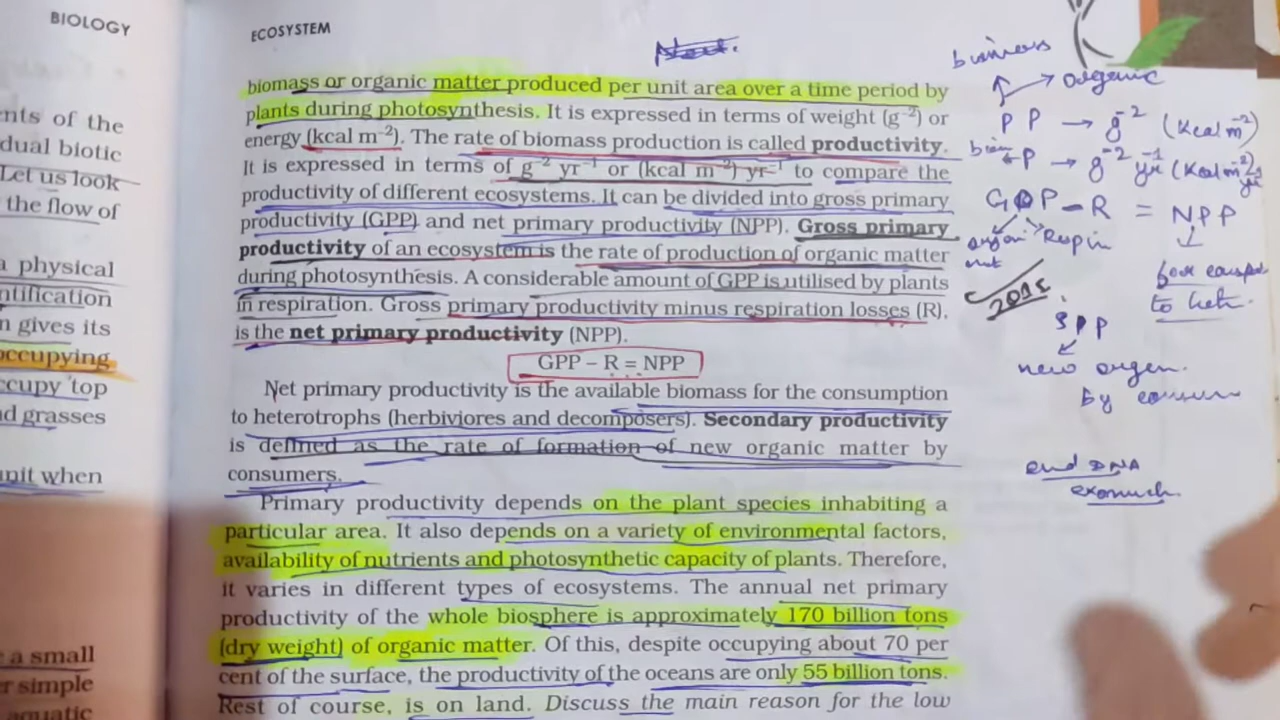 BIOLOGY
nts of the
dual biotic
Let us look
the flow of
a physical
ntification
n gives its
occupying
ccupy top
nd grasses
unit when
a small
r simple
aquatic
ECOSYSTEM
biomass or organic matter produced per unit area over a time period by
plants during photosynthesis. It is expressed in terms of weight (g⁻²) or
energy (kcal m⁻²). The rate of biomass production is called productivity.
It is expressed in terms of g⁻² yr⁻¹ or (kcal m⁻²) yr⁻¹ to compare the
productivity of different ecosystems. It can be divided into gross primary
productivity (GPP) and net primary productivity (NPP). Gross primary
productivity of an ecosystem is the rate of production of organic matter
during photosynthesis. A considerable amount of GPP is utilised by plants
in respiration. Gross primary productivity minus respiration losses (R),
is the net primary productivity (NPP).
GPP – R = NPP
Net primary productivity is the available biomass for the consumption
to heterotrophs (herbiviores and decomposers). Secondary productivity
is defined as the rate of formation of new organic matter by
consumers.
Primary productivity depends on the plant species inhabiting a
particular area. It also depends on a variety of environmental factors,
availability of nutrients and photosynthetic capacity of plants. Therefore,
it varies in different types of ecosystems. The annual net primary
productivity of the whole biosphere is approximately 170 billion tons
(dry weight) of organic matter. Of this, despite occupying about 70 per
cent of the surface, the productivity of the oceans are only 55 billion tons.
Rest of course, is on land. Discuss the main reason for the low
biomass
organic
PP → g⁻² (Kcal m⁻²)
P → g⁻² yr⁻¹ (Kcal m⁻²)
GPP – R = NPP
to het.
2015
SPP
new organ.
by consum
end DNA